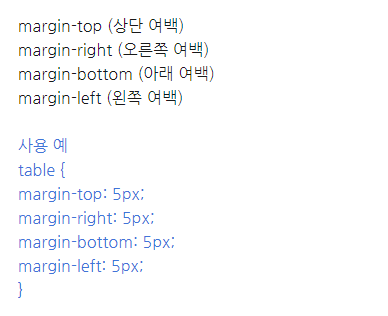 margin-top (상단 여백)
margin-right (오른쪽 여백)
margin-bottom (아래 여백)
margin-left (왼쪽 여백)
사용 예
table {
margin-top: 5px;
margin-right: 5px;
margin-bottom: 5px;
margin-left: 5px;
}